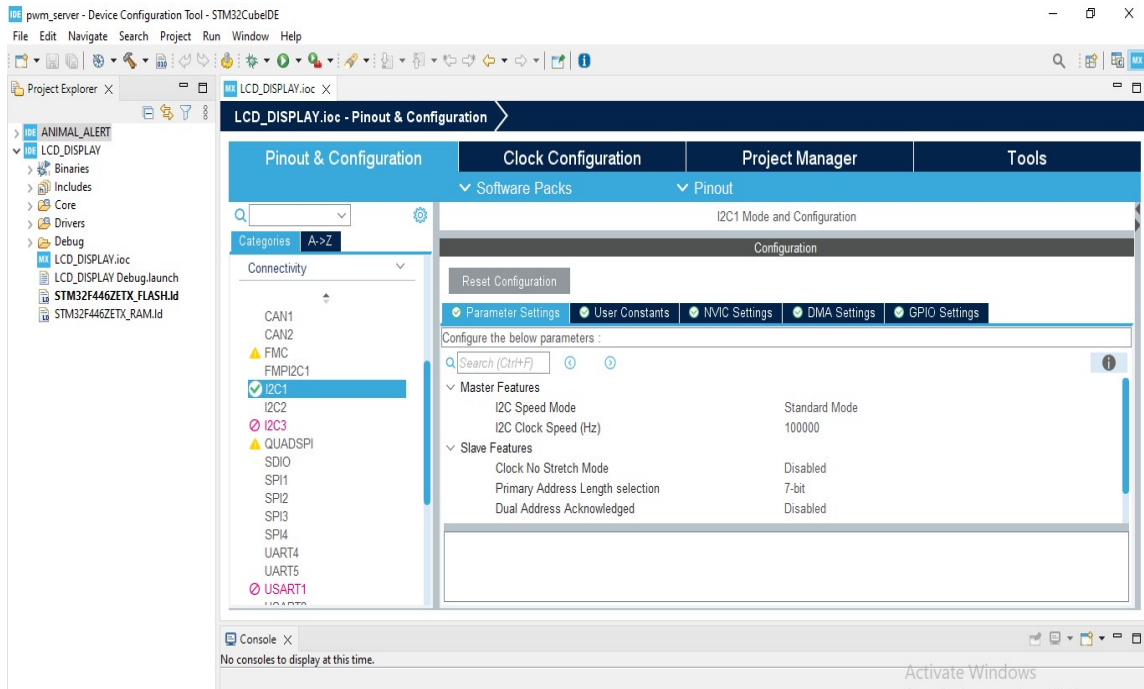 IDE pwm_server - Device Configuration Tool - STM32CubeIDE
File Edit Navigate Search Project Run Window Help
Project Explorer
MX LCD_DISPLAY.ioc
IDE ANIMAL_ALERT
IDE LCD_DISPLAY
Binaries
Includes
Core
Drivers
Debug
MX LCD_DISPLAY.ioc
LCD_DISPLAY Debug.launch
STM32F446ZETX_FLASH.ld
STM32F446ZETX_RAM.ld
LCD_DISPLAY.ioc - Pinout & Configuration
Pinout & Configuration Clock Configuration Project Manager Tools
Software Packs Pinout
Categories A->Z
Connectivity
CAN1
CAN2
FMC
FMPI2C1
I2C1
I2C2
I2C3
QUADSPI
SDIO
SPI1
SPI2
SPI3
SPI4
UART4
UART5
USART1
I2C1 Mode and Configuration
Configuration
Reset Configuration
Parameter Settings User Constants NVIC Settings DMA Settings GPIO Settings
Configure the below parameters :
Search (Ctrl+F)
Master Features
I2C Speed Mode Standard Mode
I2C Clock Speed (Hz) 100000
Slave Features
Clock No Stretch Mode Disabled
Primary Address Length selection 7-bit
Dual Address Acknowledged Disabled
Console
No consoles to display at this time.
Activate Windows